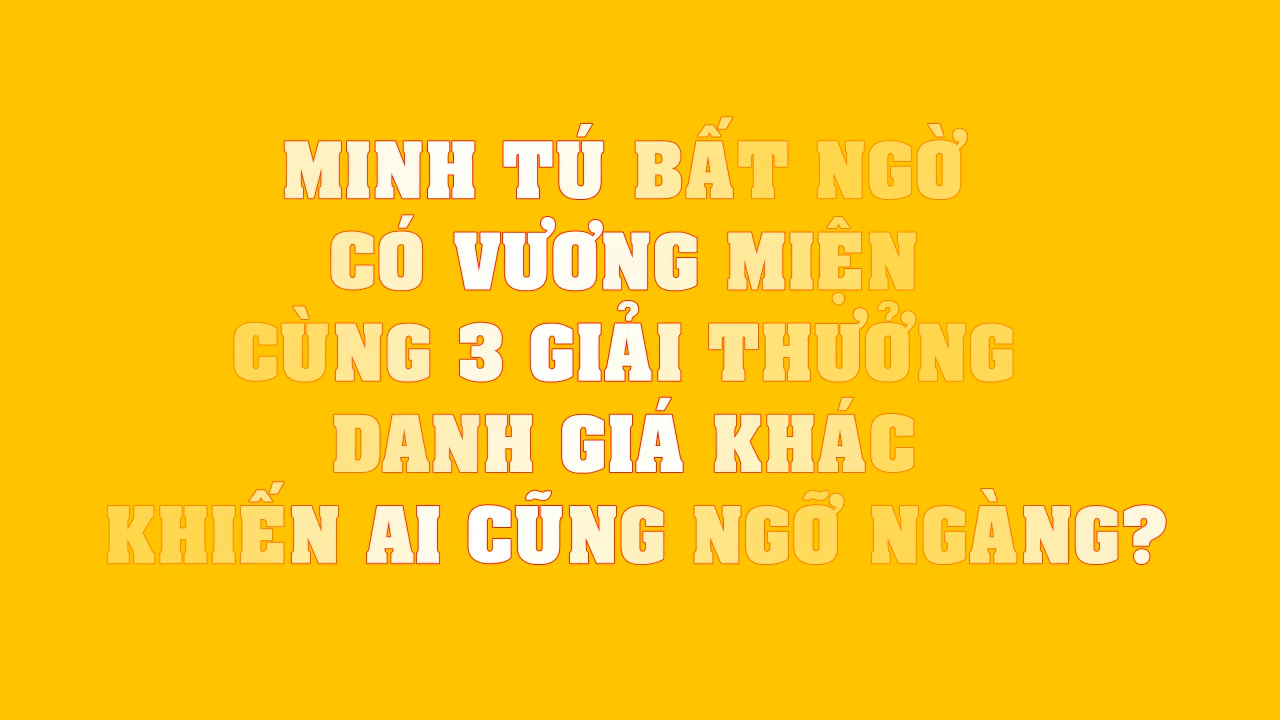 MINH TÚ BẤT NGỜ
CÓ VƯƠNG MIỆN
CÙNG 3 GIẢI THƯỞNG
DANH GIÁ KHÁC
KHIẾN AI CŨNG NGỠ NGÀNG?